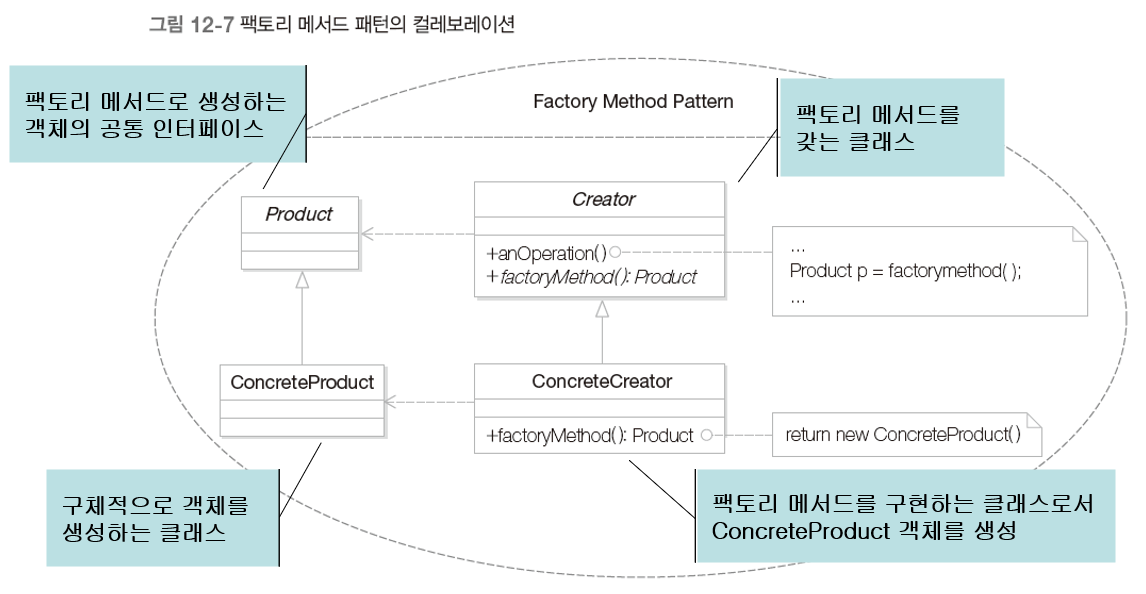 그림 12-7 팩토리 메서드 패턴의 컬레보레이션
팩토리 메서드로 생성하는
객체의 공통 인터페이스
Factory Method Pattern
팩토리 메서드를
갖는 클래스
Product
Creator
+anOperation()
+factoryMethod(): Product
...
Product p = factorymethod( );
...
ConcreteProduct
ConcreteCreator
+factoryMethod(): Product
return new ConcreteProduct()
구체적으로 객체를
생성하는 클래스
팩토리 메서드를 구현하는 클래스로서
ConcreteProduct 객체를 생성